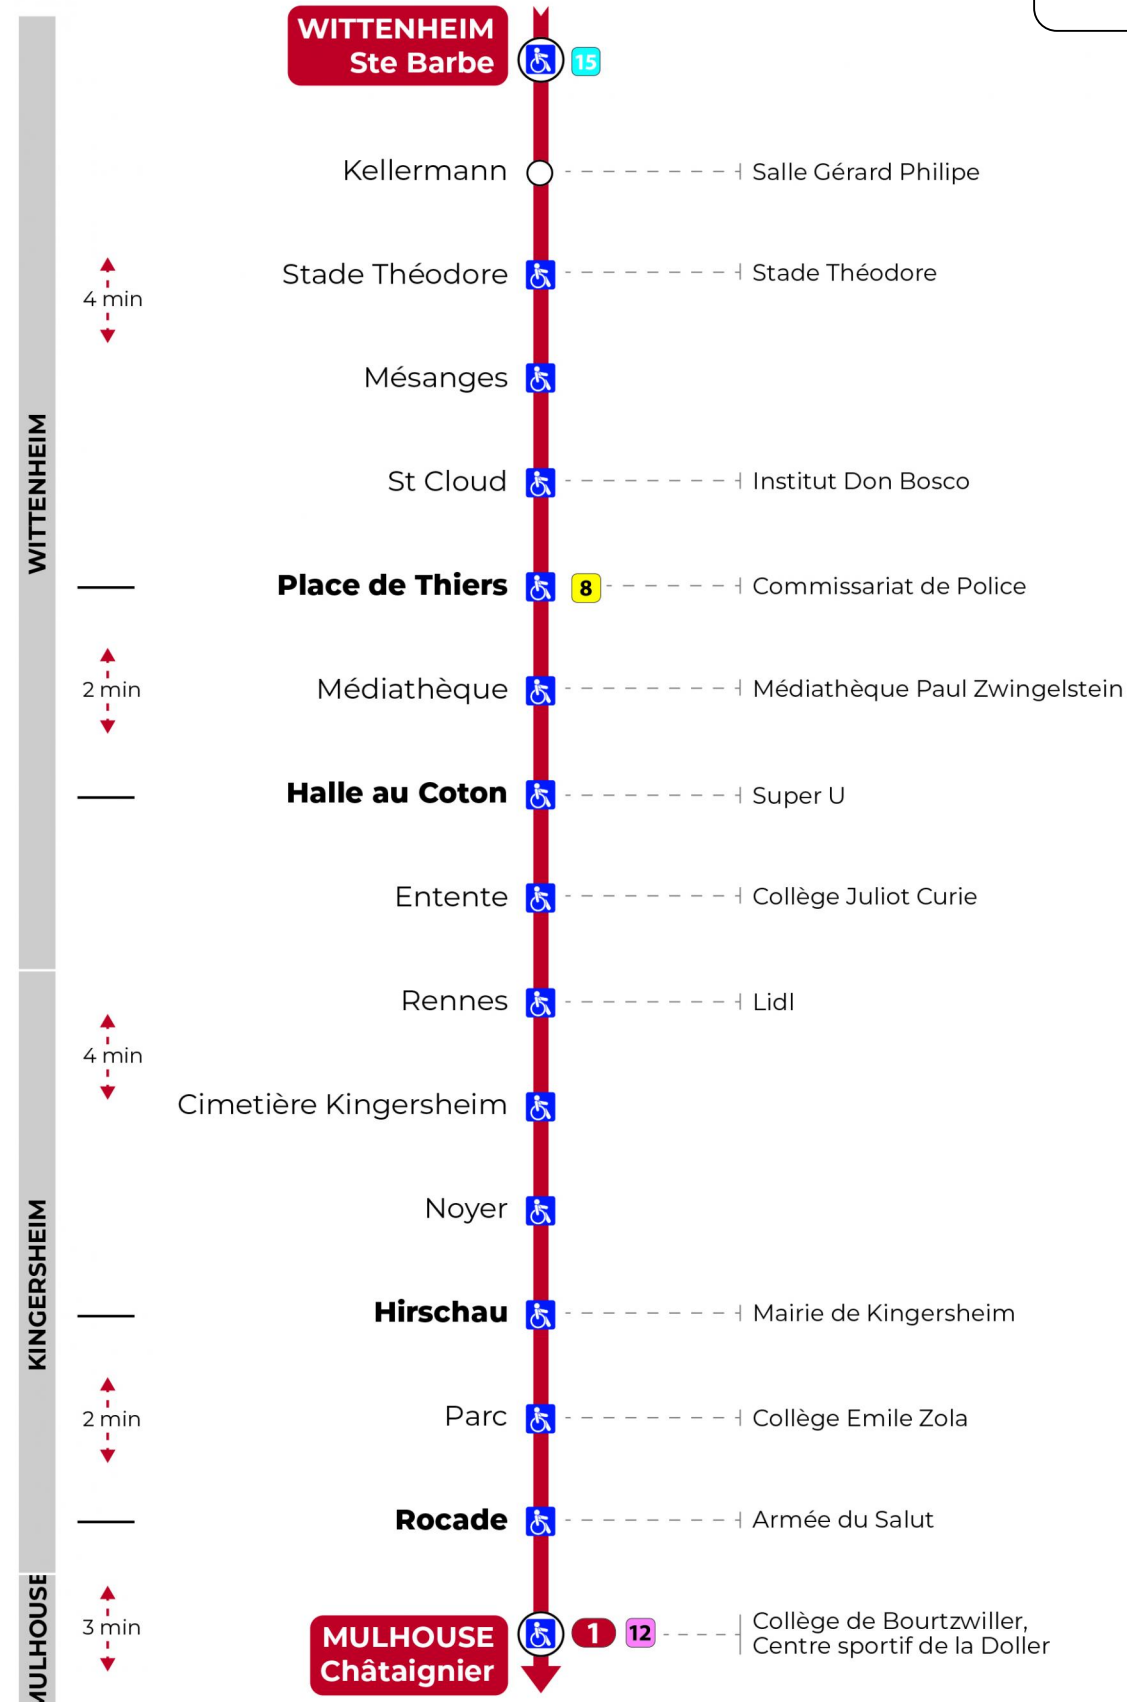 WITTENHEIM
Ste Barbe
15
Kellermann
Salle Gérard Philipe
Stade Théodore
Stade Théodore
4 min
Mésanges
WITTENHEIM
St Cloud
Institut Don Bosco
Place de Thiers
8
Commissariat de Police
2 min
Médiathèque
Médiathèque Paul Zwingelstein
Halle au Coton
Super U
Entente
Collège Juliot Curie
Rennes
Lidl
4 min
Cimetière Kingersheim
Noyer
KINGERSHEIM
Hirschau
Mairie de Kingersheim
2 min
Parc
Collège Emile Zola
Rocade
Armée du Salut
MULHOUSE
3 min
MULHOUSE
Châtaignier
1
12
Collège de Bourtzwiller,
Centre sportif de la Doller